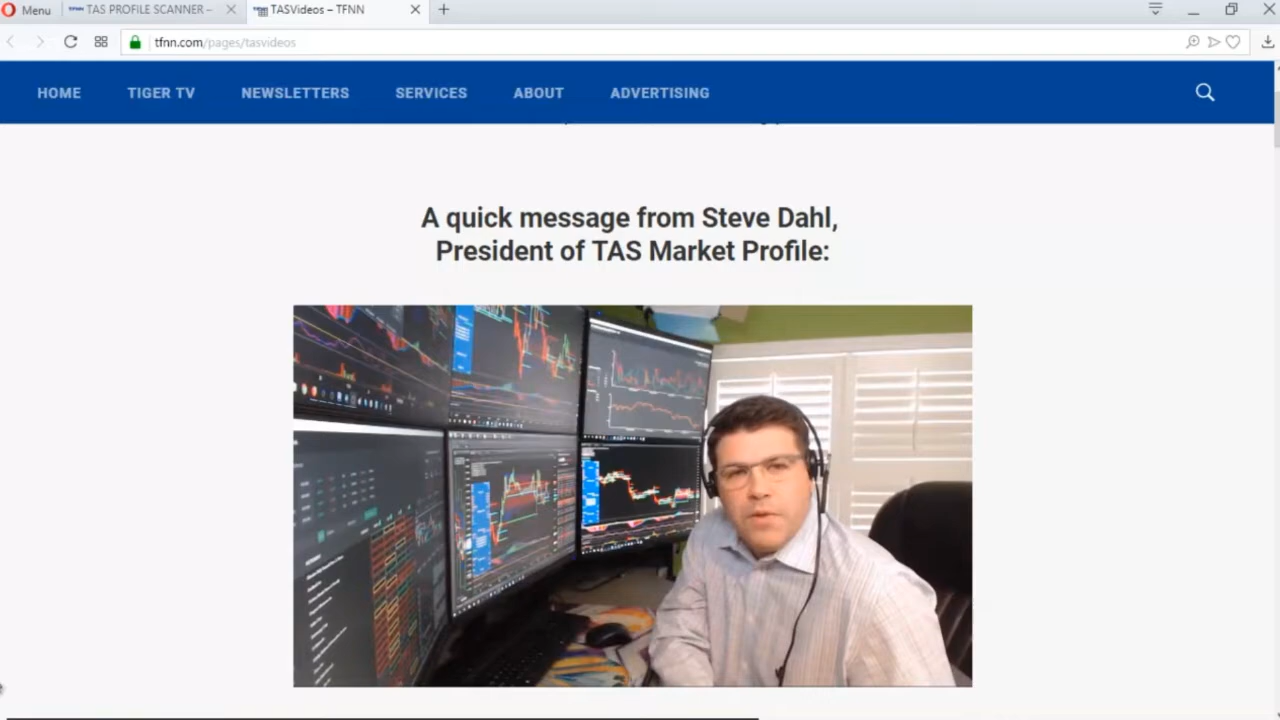 Menu
TAS PROFILE SCANNER –
TASVideos – TFNN
tfnn.com/pages/tasvideos
HOME
TIGER TV
NEWSLETTERS
SERVICES
ABOUT
ADVERTISING
A quick message from Steve Dahl,
President of TAS Market Profile: